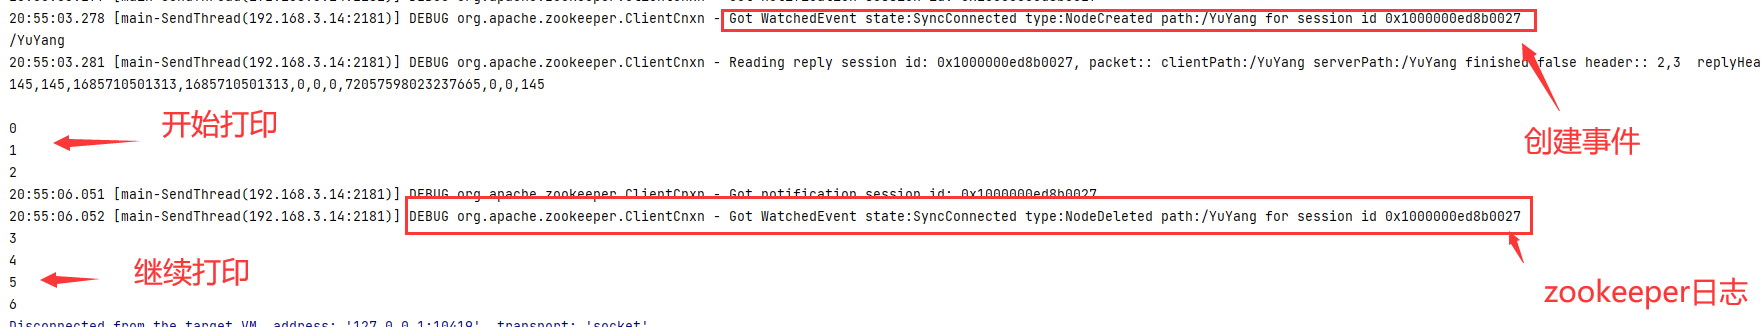 20:55:03.278 [main-SendThread(192.168.3.14:2181)] DEBUG org.apache.zookeeper.ClientCnxn - Got WatchedEvent state:SyncConnected type:NodeCreated path:/YuYang for session id 0x1000000ed8b0027
/YuYang
20:55:03.281 [main-SendThread(192.168.3.14:2181)] DEBUG org.apache.zookeeper.ClientCnxn - Reading reply session id: 0x1000000ed8b0027, packet:: clientPath:/YuYang serverPath:/YuYang finished:false header:: 2,3 replyHea
145,145,1685710501313,1685710501313,0,0,0,72057598023237665,0,0,145
开始打印
创建事件
0
1
2
20:55:06.051 [main-SendThread(192.168.3.14:2181)] DEBUG org.apache.zookeeper.ClientCnxn - Got notification session id: 0x1000000ed8b0027
20:55:06.052 [main-SendThread(192.168.3.14:2181)] DEBUG org.apache.zookeeper.ClientCnxn - Got WatchedEvent state:SyncConnected type:NodeDeleted path:/YuYang for session id 0x1000000ed8b0027
3
4
继续打印
5
zookeeper日志
6
Disconnected from the target VM, address: '127.0.0.1:10419', transport: 'socket'